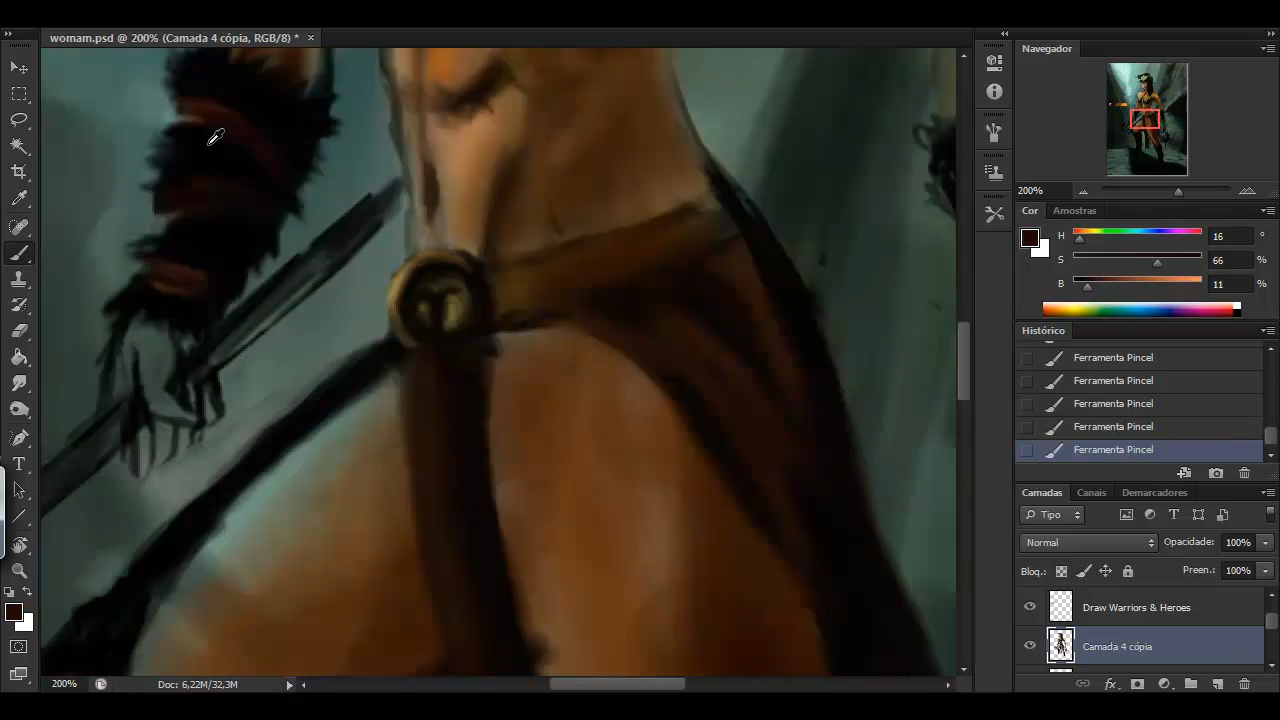 womam.psd @ 200% (Camada 4 cópia, RGB/8) *
Navegador
200%
Cor Amostras
H 16 °
S 66 %
B 11 %
Histórico
Ferramenta Pincel
Ferramenta Pincel
Ferramenta Pincel
Ferramenta Pincel
Ferramenta Pincel
Camadas Canais Demarcadores
Tipo
Normal Opacidade: 100%
Bloq.: Preen.: 100%
Draw Warriors & Heroes
Camada 4 cópia
200% Doc: 6,22M/32,3M